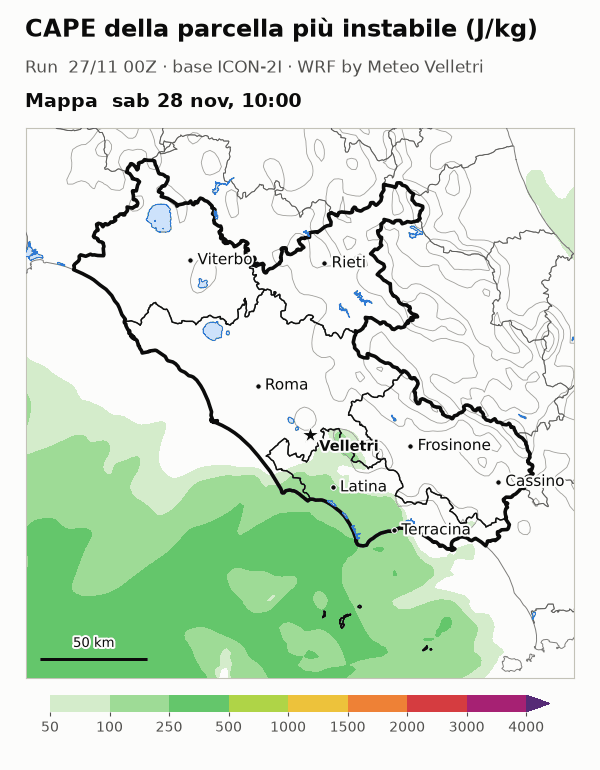 CAPE della parcella più instabile (J/kg)
Run  27/11 00Z · base ICON-2I · WRF by Meteo Velletri
Mappa  sab 28 nov, 10:00
Viterbo
Rieti
Roma
Velletri
Frosinone
Cassino
Latina
Terracina
50 km
50 100 250 500 1000 1500 2000 3000 4000